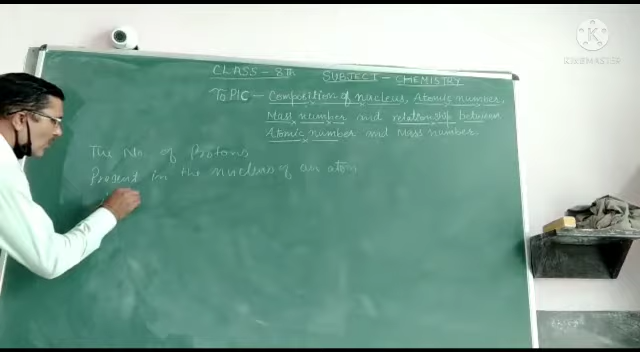 KINEMASTER
CLASS - 8th SUBJECT - CHEMISTRY
TOPIC - Composition of nucleus, Atomic number,
Mass number and relationship between
Atomic number and Mass number.
The No. of Protons
Present in the nucleus of an atom